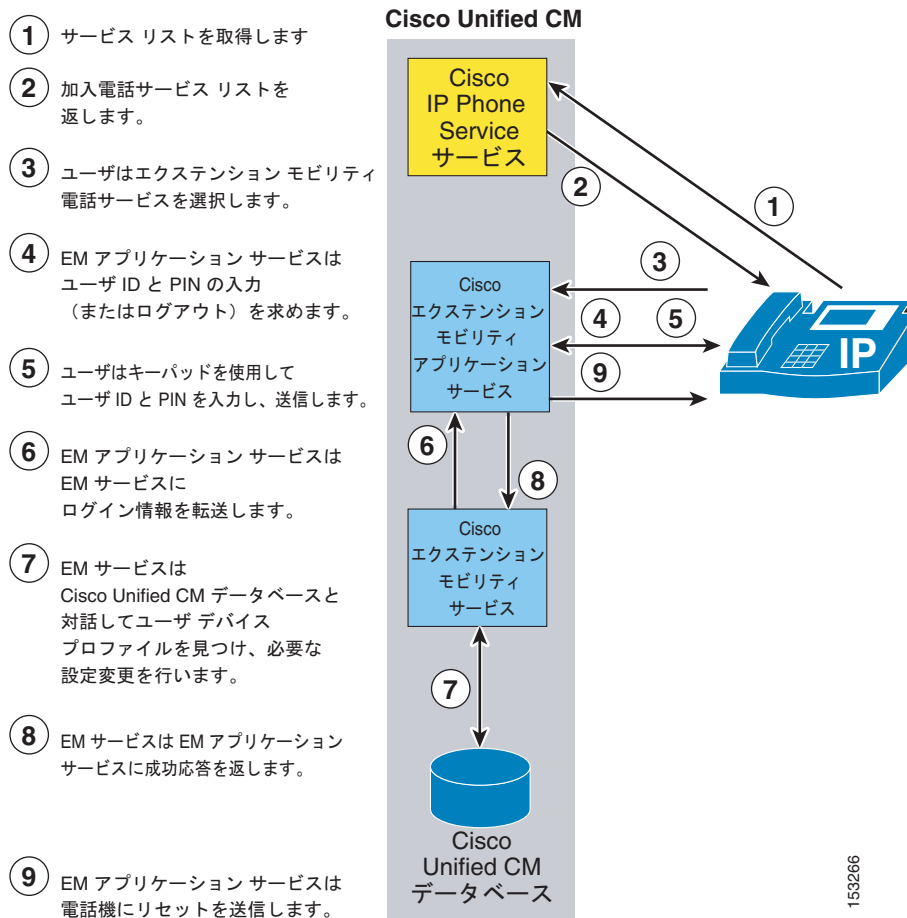 Cisco Unified CM
1 サービス リストを取得します
2 加入電話サービス リストを
返します。
3 ユーザはエクステンション モビリティ
電話サービスを選択します。
4 EM アプリケーション サービスは
ユーザ ID と PIN の入力
（またはログアウト）を求めます。
5 ユーザはキーパッドを使用して
ユーザ ID と PIN を入力し、送信します。
6 EM アプリケーション サービスは
EM サービスに
ログイン情報を転送します。
7 EM サービスは
Cisco Unified CM データベースと
対話してユーザ デバイス
プロファイルを見つけ、必要な
設定変更を行います。
8 EM サービスは EM アプリケーション
サービスに成功応答を返します。
9 EM アプリケーション サービスは
電話機にリセットを送信します。
Cisco
IP Phone
Service
サービス
2
1
3
Cisco
エクステンション
モビリティ
アプリケーション
サービス
4
5
9
IP
6
8
Cisco
エクステンション
モビリティ
サービス
7
Cisco
Unified CM
データベース
153266